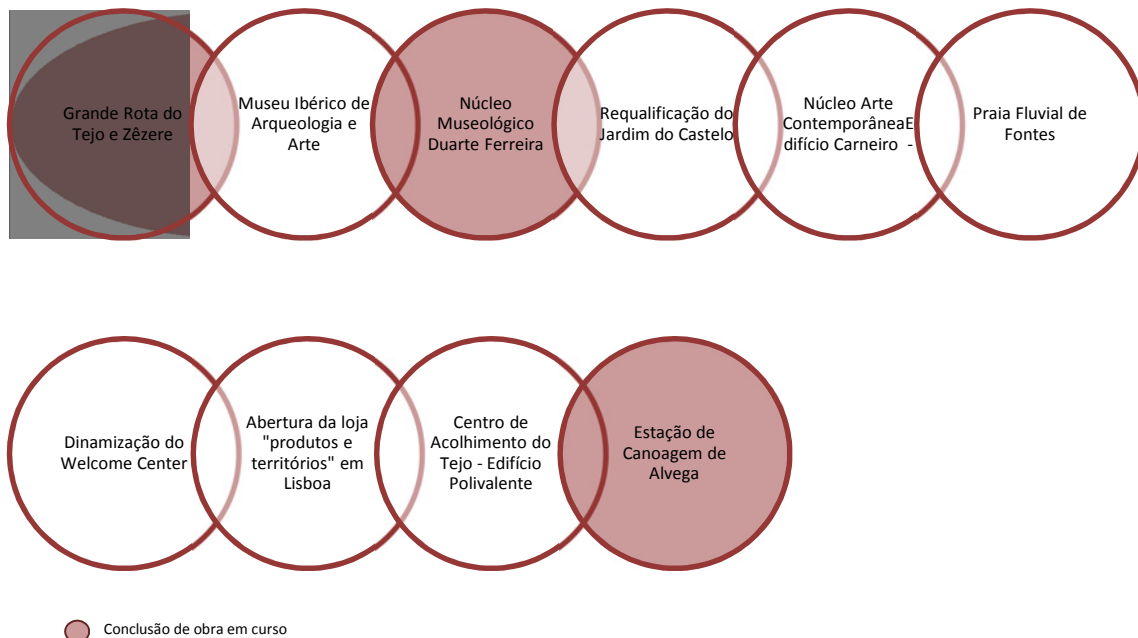 Grande Rota do
Tejo e Zêzere
Museu Ibérico de
Arqueologia e
Arte
Núcleo
Museológico
Duarte Ferreira
Requalificação do
Jardim do Castelo
Núcleo Arte
ContemporâneaE
difício Carneiro -
Praia Fluvial de
Fontes
Dinamização do
Welcome Center
Abertura da loja
"produtos e
territórios" em
Lisboa
Centro de
Acolhimento do
Tejo - Edifício
Polivalente
Estação de
Canoagem de
Alvega
Conclusão de obra em curso